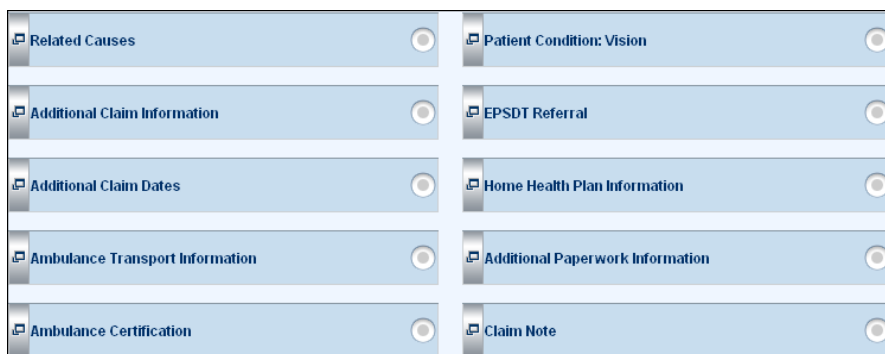 Related Causes
Patient Condition: Vision
Additional Claim Information
EPSDT Referral
Additional Claim Dates
Home Health Plan Information
Ambulance Transport Information
Additional Paperwork Information
Ambulance Certification
Claim Note